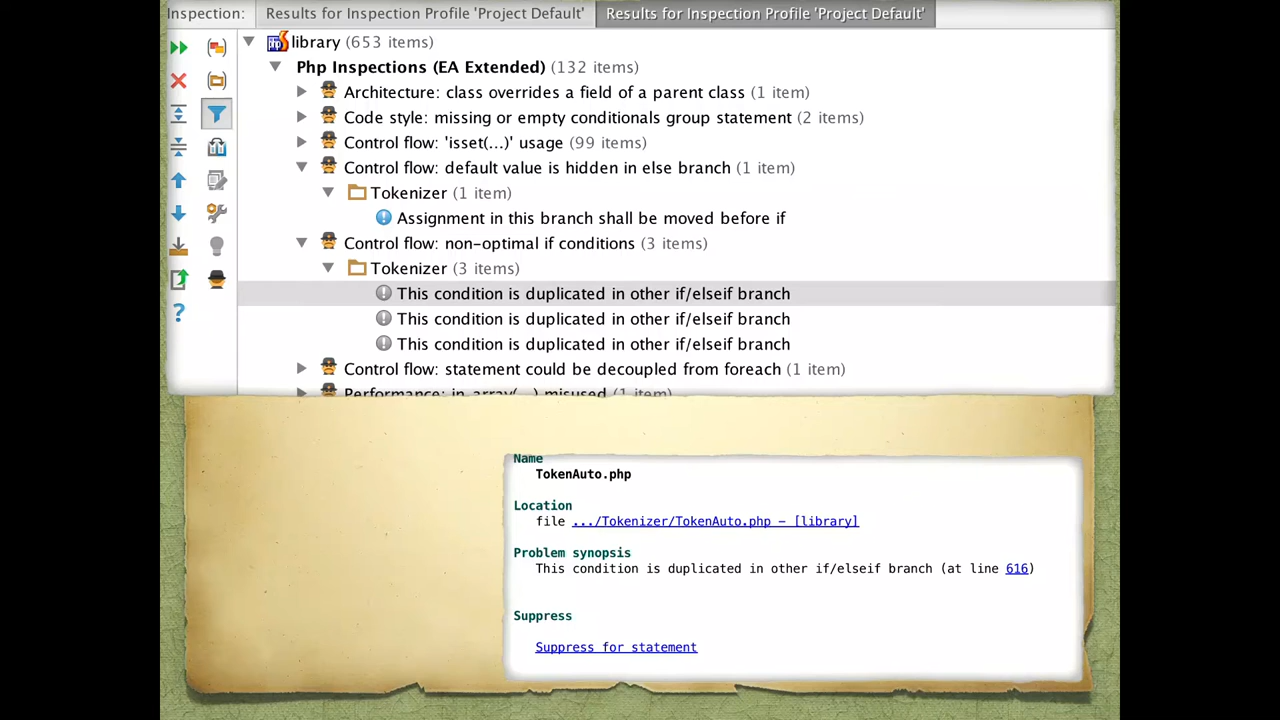 Inspection: Results for Inspection Profile 'Project Default' Results for Inspection Profile 'Project Default'
library (653 items)
Php Inspections (EA Extended) (132 items)
Architecture: class overrides a field of a parent class (1 item)
Code style: missing or empty conditionals group statement (2 items)
Control flow: 'isset(...)' usage (99 items)
Control flow: default value is hidden in else branch (1 item)
Tokenizer (1 item)
Assignment in this branch shall be moved before if
Control flow: non-optimal if conditions (3 items)
Tokenizer (3 items)
This condition is duplicated in other if/elseif branch
This condition is duplicated in other if/elseif branch
This condition is duplicated in other if/elseif branch
Control flow: statement could be decoupled from foreach (1 item)
Performance: in_array(...) misused (1 item)
Name
TokenAuto.php
Location
file .../Tokenizer/TokenAuto.php – [library]
Problem synopsis
This condition is duplicated in other if/elseif branch (at line 616)
Suppress
Suppress for statement